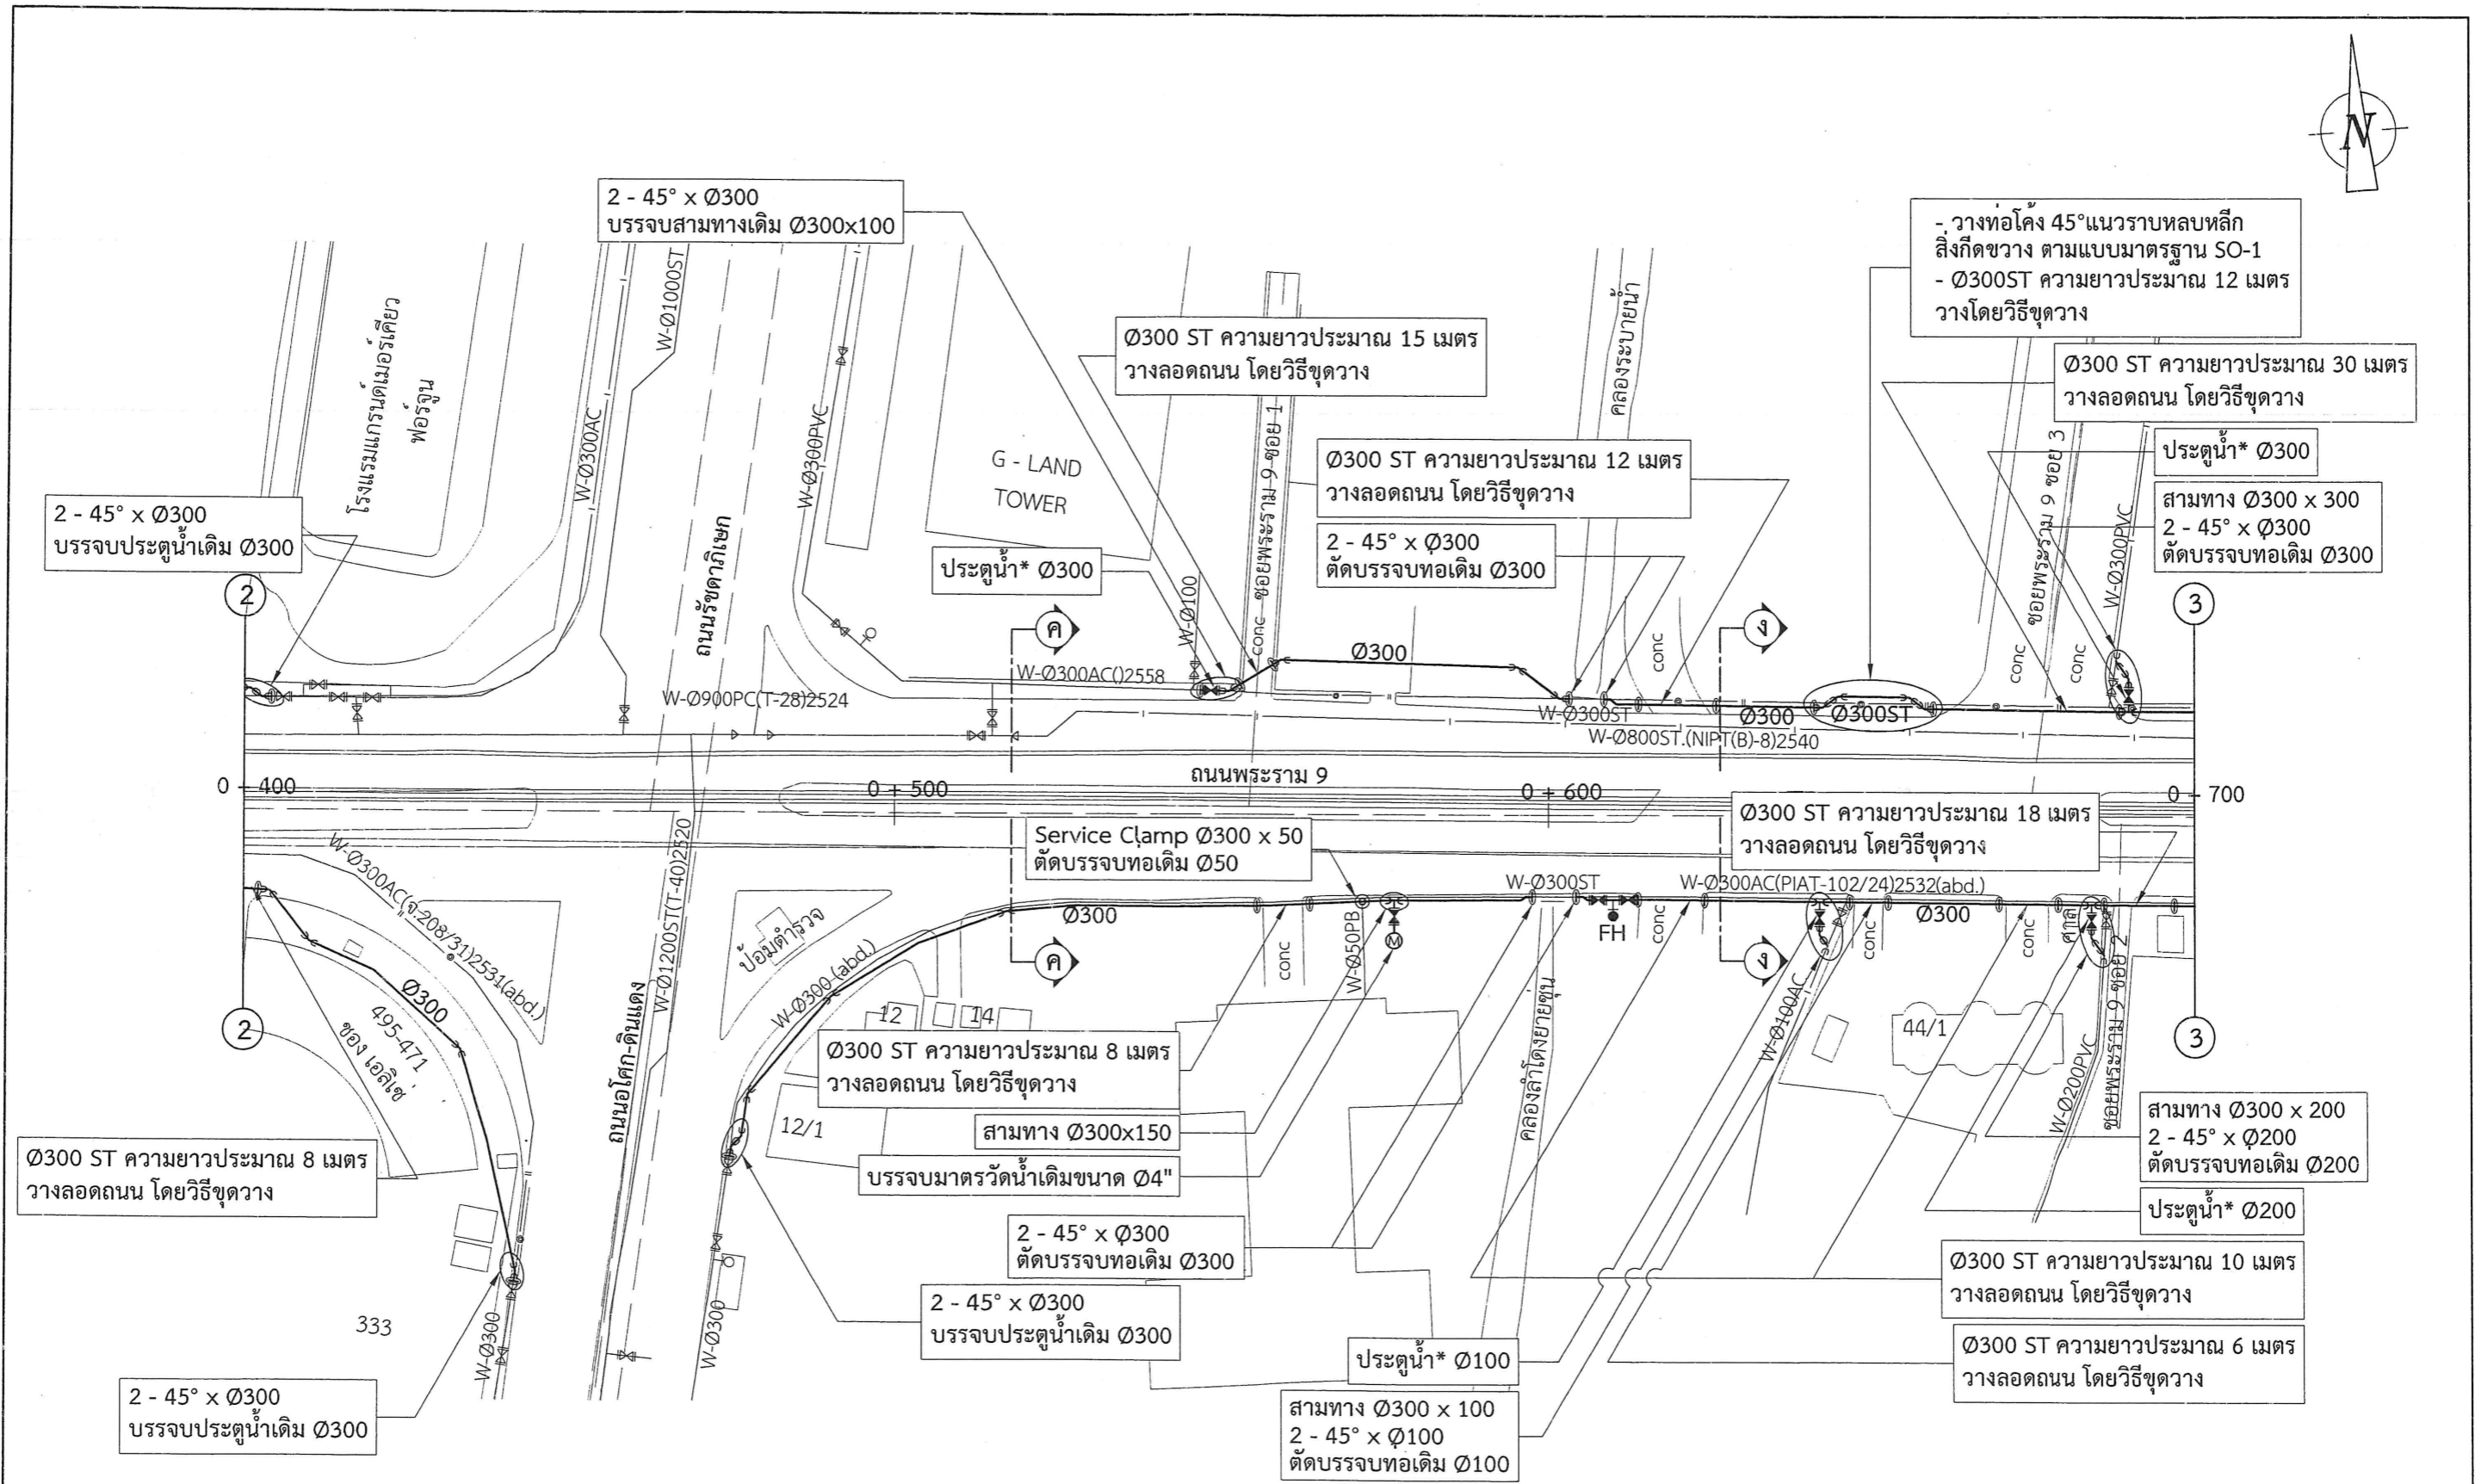 N
2 - 45° x Ø300
บรรจบสามทางเดิม Ø300x100
- วางท่อโค้ง 45°แนวราบหลบหลีก
สิ่งกีดขวาง ตามแบบมาตรฐาน SO-1
- Ø300ST ความยาวประมาณ 12 เมตร
วางโดยวิธีขุดวาง
Ø300 ST ความยาวประมาณ 15 เมตร
วางลอดถนน โดยวิธีขุดวาง
Ø300 ST ความยาวประมาณ 30 เมตร
วางลอดถนน โดยวิธีขุดวาง
Ø300 ST ความยาวประมาณ 12 เมตร
วางลอดถนน โดยวิธีขุดวาง
ประตูน้ำ* Ø300
สามทาง Ø300 x 300
2 - 45° x Ø300
ตัดบรรจบทอเดิม Ø300
2 - 45° x Ø300
ตัดบรรจบทอเดิม Ø300
2 - 45° x Ø300
บรรจบประตูน้ำเดิม Ø300
ประตูน้ำ* Ø300
โรงแรมแกรนด์เมอร์เคียว
ฟอร์จูน
W-Ø300AC
W-Ø1000ST
ถนนรัชดาภิเษก
W-Ø300PVC
G - LAND
TOWER
W-Ø100
conc
ซอยพระราม 9 ซอย 1
คลองระบายน้ำ
conc
conc
ซอยพระราม 9 ซอย 3
conc
W-Ø300PVC
2
3
ค
ง
Ø300
W-Ø300AC()2558
W-Ø900PC(T-28)2524
W-Ø300ST
Ø300
Ø300ST
W-Ø800ST.(NIPT(B)-8)2540
ถนนพระราม 9
0 + 400
0 + 500
0 + 600
0 + 700
Service Clamp Ø300 x 50
ตัดบรรจบทอเดิม Ø50
Ø300 ST ความยาวประมาณ 18 เมตร
วางลอดถนน โดยวิธีขุดวาง
W-Ø300AC(จ.208/31)2531(abd.)
W-Ø1200ST(T-40)2520
ป้อมตำรวจ
W-Ø300 (abd.)
Ø300
W-Ø300ST
W-Ø300AC(PIAT-102/24)2532(abd.)
Ø300
conc
W-Ø50PB
M
FH
conc
conc
conc
ศาล
ค
ง
2
3
Ø300
495-471
ซอง เอลิเซ่
ถนนอโศก-ดินแดง
12
14
12/1
คลองลำโดงยายชุ่น
W-Ø100AC
44/1
W-Ø200PVC
ซอยพระราม 9 ซอย 2
Ø300 ST ความยาวประมาณ 8 เมตร
วางลอดถนน โดยวิธีขุดวาง
สามทาง Ø300x150
บรรจบมาตรวัดน้ำเดิมขนาด Ø4"
Ø300 ST ความยาวประมาณ 8 เมตร
วางลอดถนน โดยวิธีขุดวาง
สามทาง Ø300 x 200
2 - 45° x Ø200
ตัดบรรจบทอเดิม Ø200
ประตูน้ำ* Ø200
2 - 45° x Ø300
ตัดบรรจบทอเดิม Ø300
Ø300 ST ความยาวประมาณ 10 เมตร
วางลอดถนน โดยวิธีขุดวาง
2 - 45° x Ø300
บรรจบประตูน้ำเดิม Ø300
333
W-Ø300
W-Ø300
ประตูน้ำ* Ø100
Ø300 ST ความยาวประมาณ 6 เมตร
วางลอดถนน โดยวิธีขุดวาง
2 - 45° x Ø300
บรรจบประตูน้ำเดิม Ø300
สามทาง Ø300 x 100
2 - 45° x Ø100
ตัดบรรจบทอเดิม Ø100